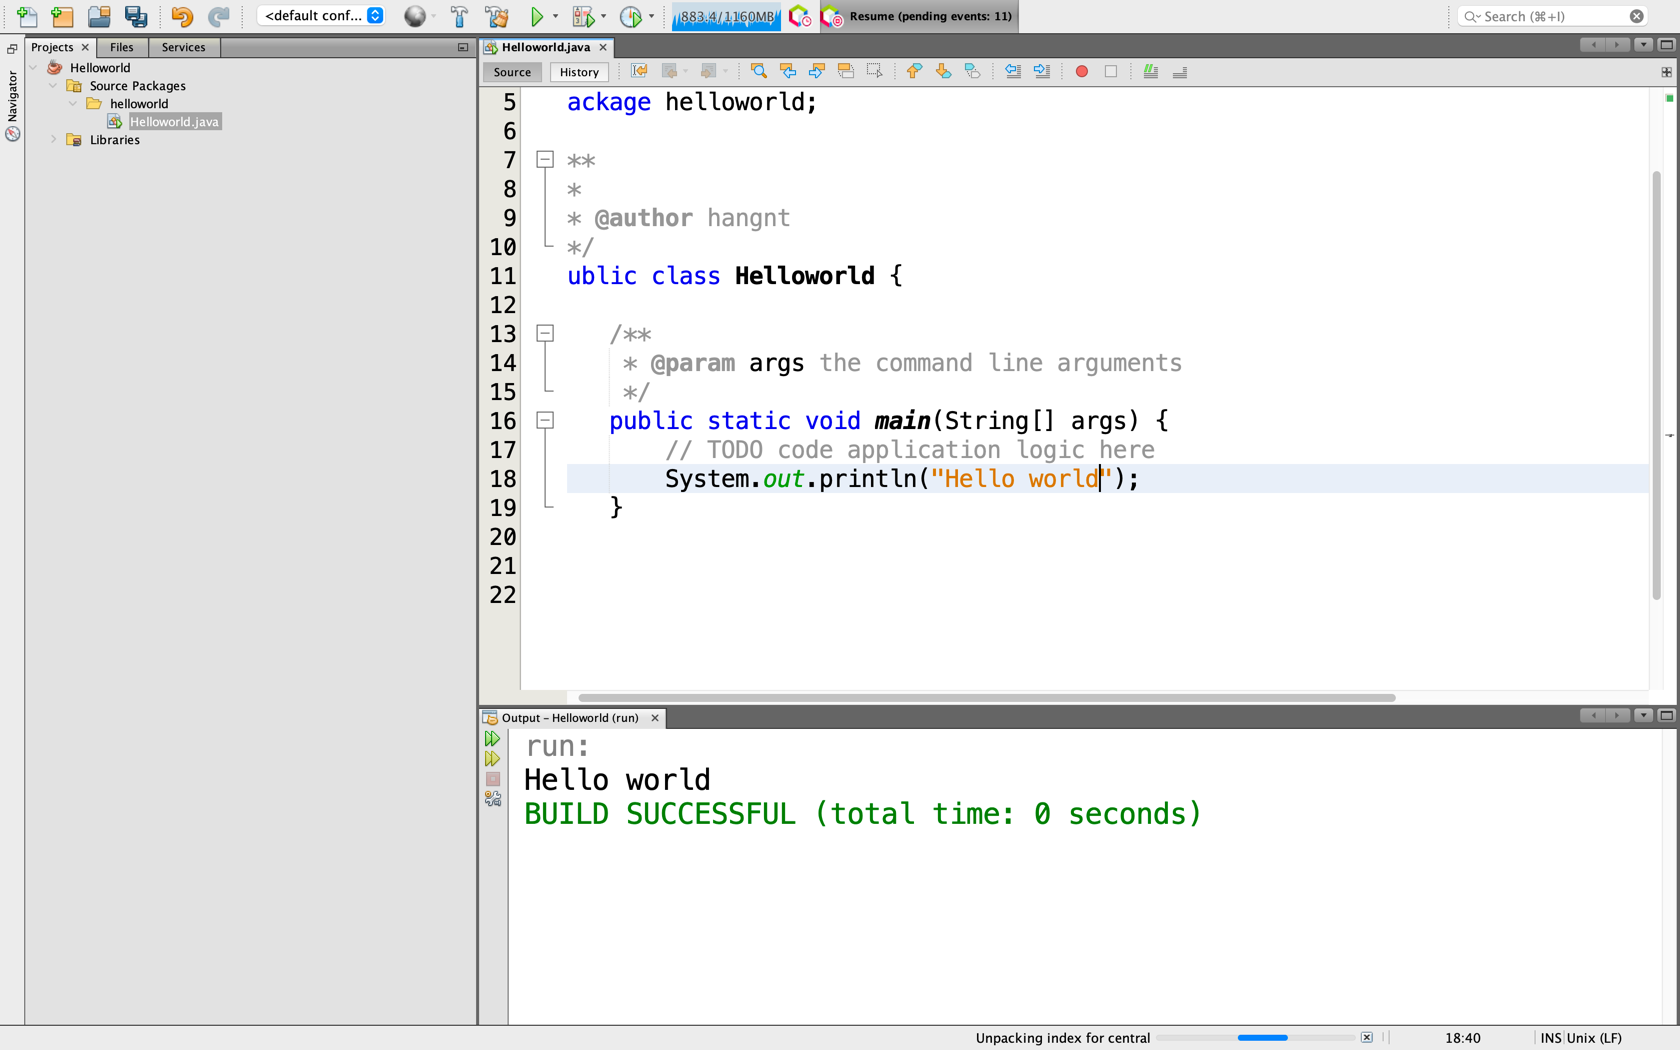 <default conf...
883.4/1160MB
Resume (pending events: 11)
Search (⌘+I)
Projects
Files
Services
Navigator
Helloworld
Source Packages
helloworld
Helloworld.java
Libraries
Helloworld.java
Source
History
5 ackage helloworld;
6
7 **
8 *
9 * @author hangnt
10 */
11 ublic class Helloworld {
12
13 /**
14 * @param args the command line arguments
15 */
16 public static void main(String[] args) {
17 // TODO code application logic here
18 System.out.println("Hello world");
19 }
20
21
22
Output – Helloworld (run)
run:
Hello world
BUILD SUCCESSFUL (total time: 0 seconds)
Unpacking index for central
18:40
INS
Unix (LF)